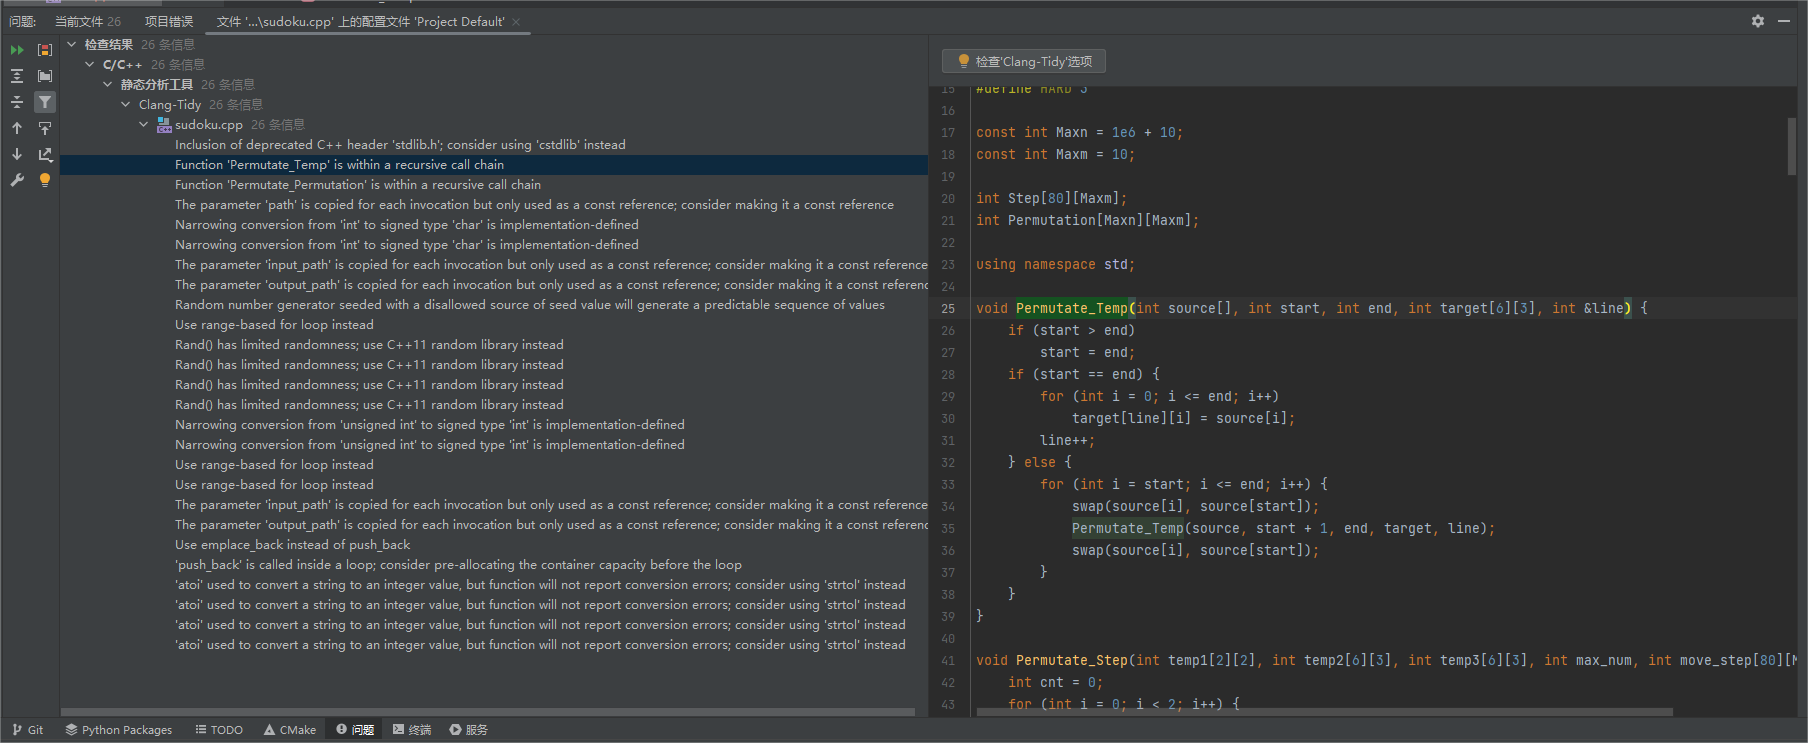 问题: 当前文件 26 项目错误 文件 '...\sudoku.cpp' 上的配置文件 'Project Default' ×
检查结果 26 条信息
C/C++ 26 条信息
静态分析工具 26 条信息
Clang-Tidy 26 条信息
sudoku.cpp 26 条信息
Inclusion of deprecated C++ header 'stdlib.h'; consider using 'cstdlib' instead
Function 'Permutate_Temp' is within a recursive call chain
Function 'Permutate_Permutation' is within a recursive call chain
The parameter 'path' is copied for each invocation but only used as a const reference; consider making it a const reference
Narrowing conversion from 'int' to signed type 'char' is implementation-defined
Narrowing conversion from 'int' to signed type 'char' is implementation-defined
The parameter 'input_path' is copied for each invocation but only used as a const reference; consider making it a const reference
The parameter 'output_path' is copied for each invocation but only used as a const reference; consider making it a const referenc
Random number generator seeded with a disallowed source of seed value will generate a predictable sequence of values
Use range-based for loop instead
Rand() has limited randomness; use C++11 random library instead
Rand() has limited randomness; use C++11 random library instead
Rand() has limited randomness; use C++11 random library instead
Rand() has limited randomness; use C++11 random library instead
Narrowing conversion from 'unsigned int' to signed type 'int' is implementation-defined
Narrowing conversion from 'unsigned int' to signed type 'int' is implementation-defined
Use range-based for loop instead
Use range-based for loop instead
The parameter 'input_path' is copied for each invocation but only used as a const reference; consider making it a const reference
The parameter 'output_path' is copied for each invocation but only used as a const reference; consider making it a const referenc
Use emplace_back instead of push_back
'push_back' is called inside a loop; consider pre-allocating the container capacity before the loop
'atoi' used to convert a string to an integer value, but function will not report conversion errors; consider using 'strtol' instead
'atoi' used to convert a string to an integer value, but function will not report conversion errors; consider using 'strtol' instead
'atoi' used to convert a string to an integer value, but function will not report conversion errors; consider using 'strtol' instead
'atoi' used to convert a string to an integer value, but function will not report conversion errors; consider using 'strtol' instead
检查'Clang-Tidy'选项
15 #define HARD 3
16
17 const int Maxn = 1e6 + 10;
18 const int Maxm = 10;
19
20 int Step[80][Maxm];
21 int Permutation[Maxn][Maxm];
22
23 using namespace std;
24
25 void Permutate_Temp(int source[], int start, int end, int target[6][3], int &line) {
26 if (start > end)
27 start = end;
28 if (start == end) {
29 for (int i = 0; i <= end; i++)
30 target[line][i] = source[i];
31 line++;
32 } else {
33 for (int i = start; i <= end; i++) {
34 swap(source[i], source[start]);
35 Permutate_Temp(source, start + 1, end, target, line);
36 swap(source[i], source[start]);
37 }
38 }
39 }
40
41 void Permutate_Step(int temp1[2][2], int temp2[6][3], int temp3[6][3], int max_num, int move_step[80][M
42 int cnt = 0;
43 for (int i = 0; i < 2; i++) {
Git Python Packages TODO CMake 问题 终端 服务